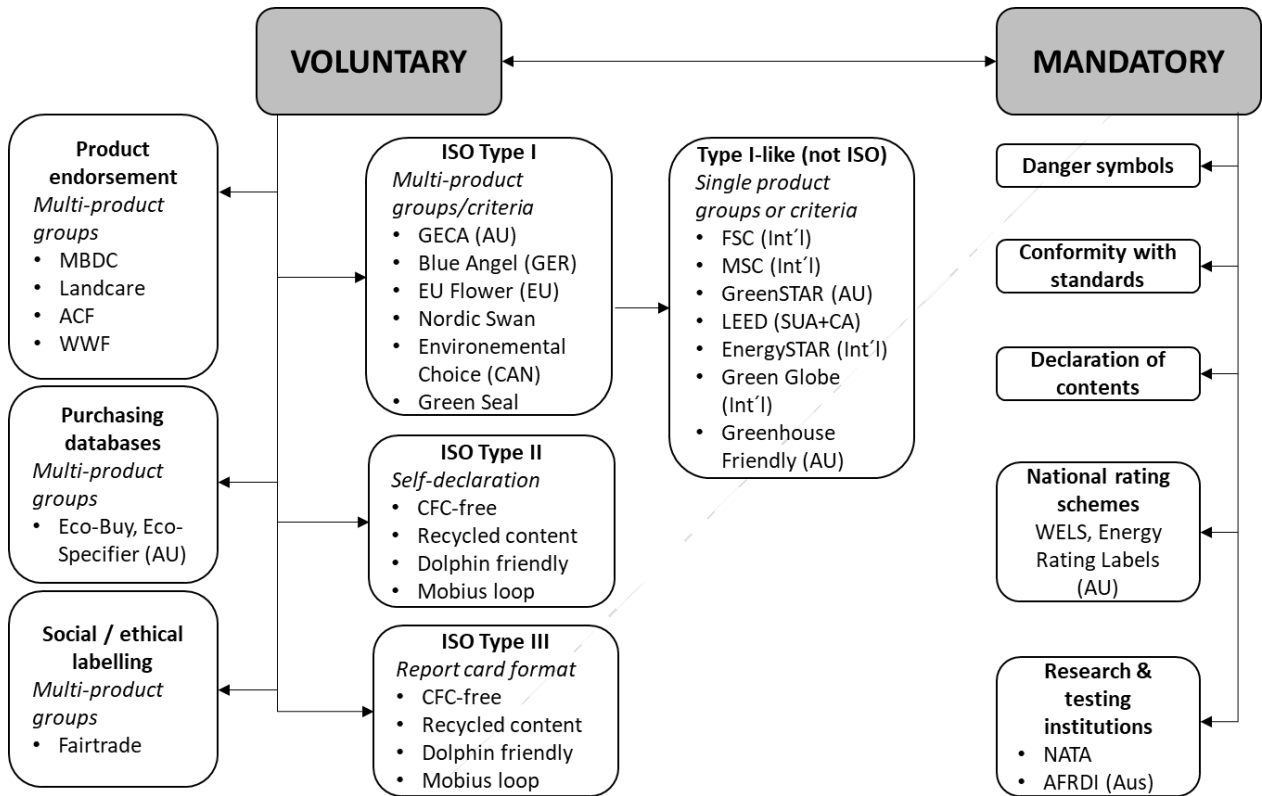 VOLUNTARY
MANDATORY
Product
endorsement
Multi-product
groups
• MBDC
• Landcare
• ACF
• WWF
Purchasing
databases
Multi-product
groups
• Eco-Buy, Eco-
Specifier (AU)
Social / ethical
labelling
Multi-product
groups
• Fairtrade
ISO Type I
Multi-product
groups/criteria
• GECA (AU)
• Blue Angel (GER)
• EU Flower (EU)
• Nordic Swan
• Environemental
Choice (CAN)
• Green Seal
ISO Type II
Self-declaration
• CFC-free
• Recycled content
• Dolphin friendly
• Mobius loop
ISO Type III
Report card format
• CFC-free
• Recycled content
• Dolphin friendly
• Mobius loop
Type I-like (not ISO)
Single product
groups or criteria
• FSC (Int´l)
• MSC (Int´l)
• GreenSTAR (AU)
• LEED (SUA+CA)
• EnergySTAR (Int´l)
• Green Globe
(Int´l)
• Greenhouse
Friendly (AU)
Danger symbols
Conformity with
standards
Declaration of
contents
National rating
schemes
WELS, Energy
Rating Labels
(AU)
Research &
testing
institutions
• NATA
• AFRDI (Aus)